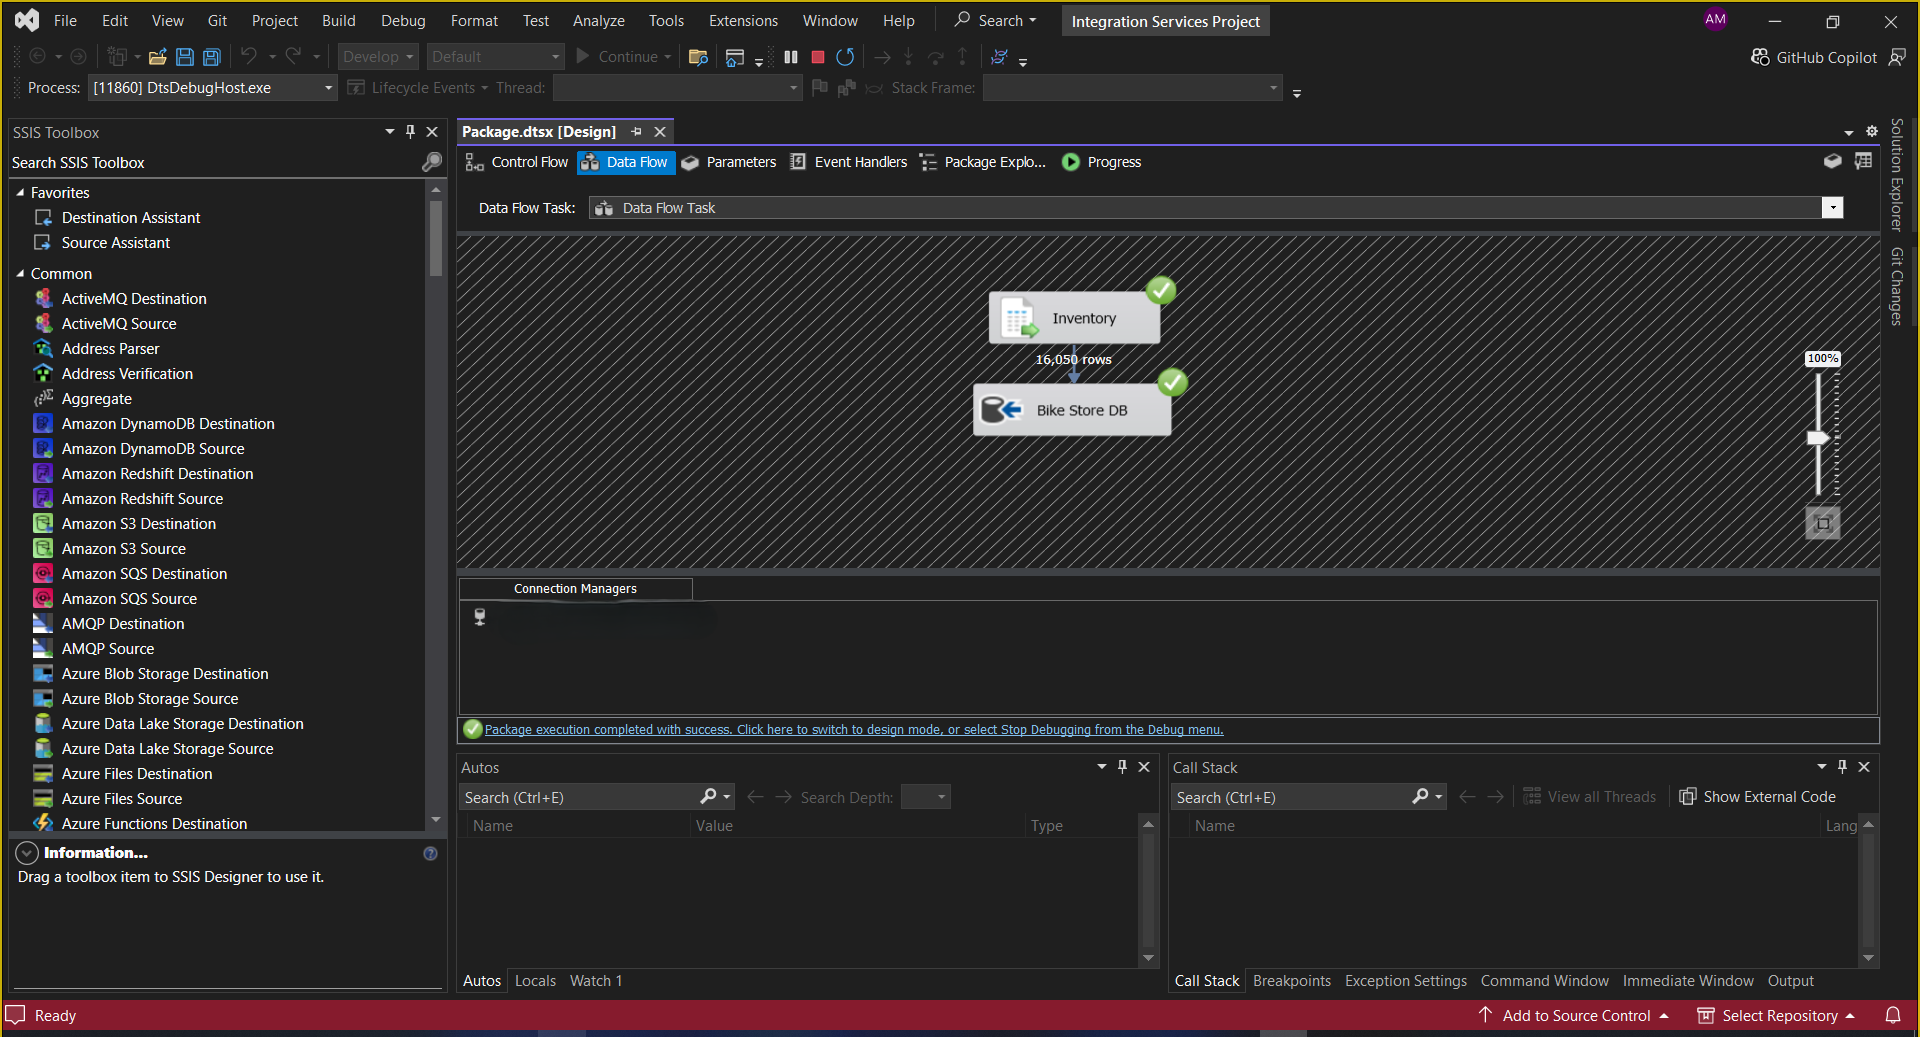 File Edit View Git Project Build Debug Format Test Analyze Tools Extensions Window Help Search Integration Services Project AM
Develop Default Continue GitHub Copilot
Process: [11860] DtsDebugHost.exe Lifecycle Events Thread: Stack Frame:
SSIS Toolbox
Search SSIS Toolbox
Favorites
Destination Assistant
Source Assistant
Common
ActiveMQ Destination
ActiveMQ Source
Address Parser
Address Verification
Aggregate
Amazon DynamoDB Destination
Amazon DynamoDB Source
Amazon Redshift Destination
Amazon Redshift Source
Amazon S3 Destination
Amazon S3 Source
Amazon SQS Destination
Amazon SQS Source
AMQP Destination
AMQP Source
Azure Blob Storage Destination
Azure Blob Storage Source
Azure Data Lake Storage Destination
Azure Data Lake Storage Source
Azure Files Destination
Azure Files Source
Azure Functions Destination
Information...
Drag a toolbox item to SSIS Designer to use it.
Package.dtsx [Design]
Control Flow Data Flow Parameters Event Handlers Package Explo... Progress
Data Flow Task: Data Flow Task
Inventory
16,050 rows
Bike Store DB
100%
Connection Managers
Package execution completed with success. Click here to switch to design mode, or select Stop Debugging from the Debug menu.
Autos
Search (Ctrl+E) Search Depth:
Name Value Type
Autos Locals Watch 1
Call Stack
Search (Ctrl+E) View all Threads Show External Code
Name Lang
Call Stack Breakpoints Exception Settings Command Window Immediate Window Output
Solution Explorer
Git Changes
Ready Add to Source Control Select Repository